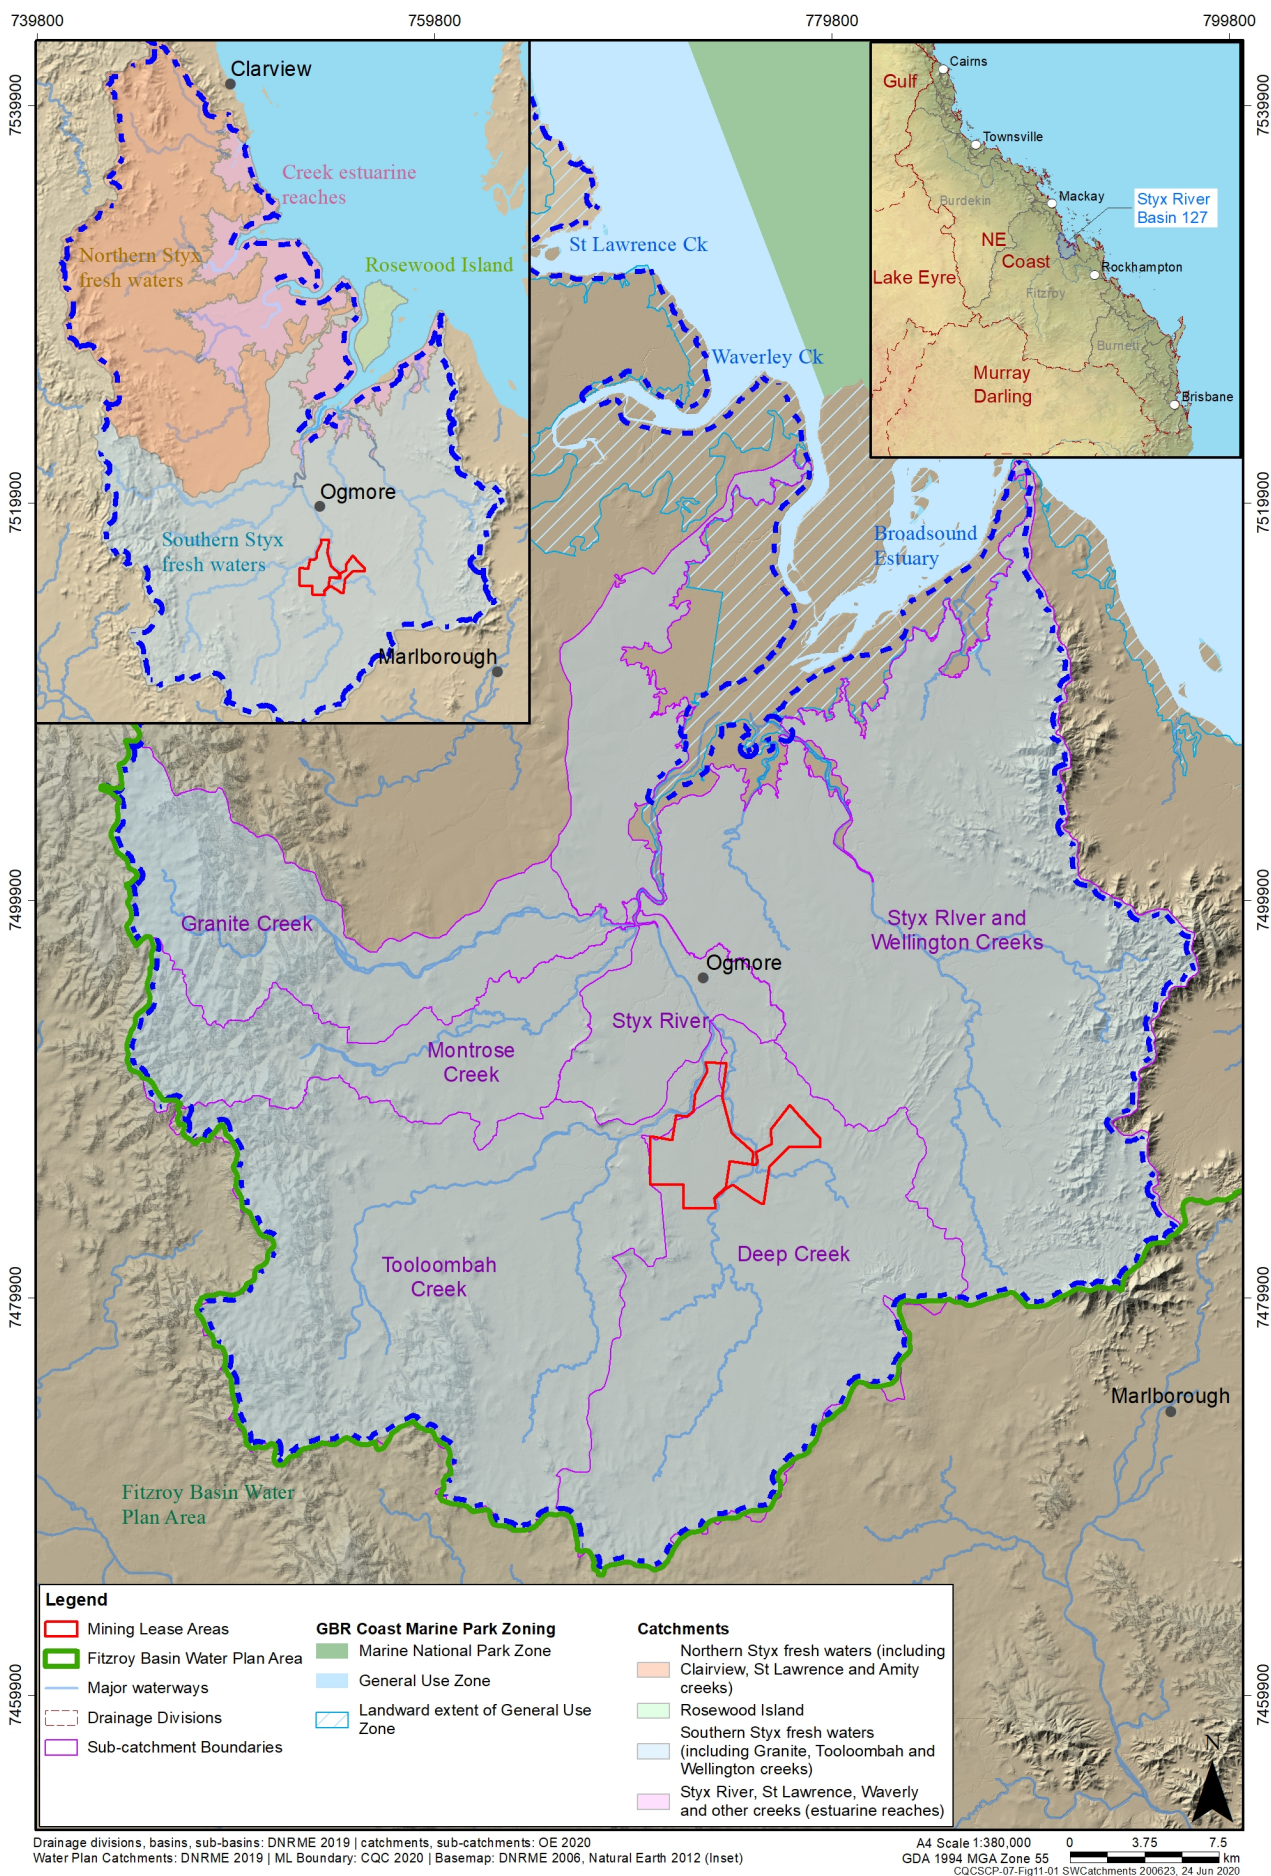 739800
759800
779800
799800
7539900
7519900
7499900
7479900
7459900
7539900
7519900
7499900
7479900
7459900
Clarview
Creek estuarine
reaches
Northern Styx
fresh waters
Rosewood Island
Ogmore
Southern Styx
fresh waters
Marlborough
Cairns
Gulf
Townsville
Burdekin
Mackay
Styx River
Basin 127
NE
Coast
Lake Eyre
Rockhampton
Fitzroy
Burnett
Murray
Darling
Brisbane
St Lawrence Ck
Waverley Ck
Broadsound
Estuary
Granite Creek
Styx RIver and
Wellington Creeks
Ogmore
Styx River
Montrose
Creek
Tooloombah
Creek
Deep Creek
Marlborough
Fitzroy Basin Water
Plan Area
Legend
Mining Lease Areas
Fitzroy Basin Water Plan Area
Major waterways
Drainage Divisions
Sub-catchment Boundaries
GBR Coast Marine Park Zoning
Marine National Park Zone
General Use Zone
Landward extent of General Use
Zone
Catchments
Northern Styx fresh waters (including
Clairview, St Lawrence and Amity
creeks)
Rosewood Island
Southern Styx fresh waters
(including Granite, Tooloombah and
Wellington creeks)
Styx River, St Lawrence, Waverly
and other creeks (estuarine reaches)
N
Drainage divisions, basins, sub-basins: DNRME 2019 | catchments, sub-catchments: OE 2020
Water Plan Catchments: DNRME 2019 | ML Boundary: CQC 2020 | Basemap: DNRME 2006, Natural Earth 2012 (Inset)
A4 Scale 1:380,000
GDA 1994 MGA Zone 55
0 3.75 7.5
km
CQCSCP-07-Fig11-01 SWCatchments 200623, 24 Jun 2020